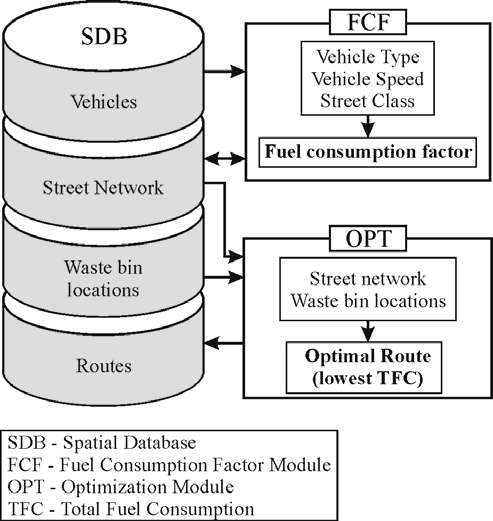 SDB
Vehicles
Street Network
Waste bin
locations
Routes
FCF
Vehicle Type
Vehicle Speed
Street Class
Fuel consumption factor
OPT
Street network
Waste bin locations
Optimal Route
(lowest TFC)
SDB - Spatial Database
FCF - Fuel Consumption Factor Module
OPT - Optimization Module
TFC - Total Fuel Consumption